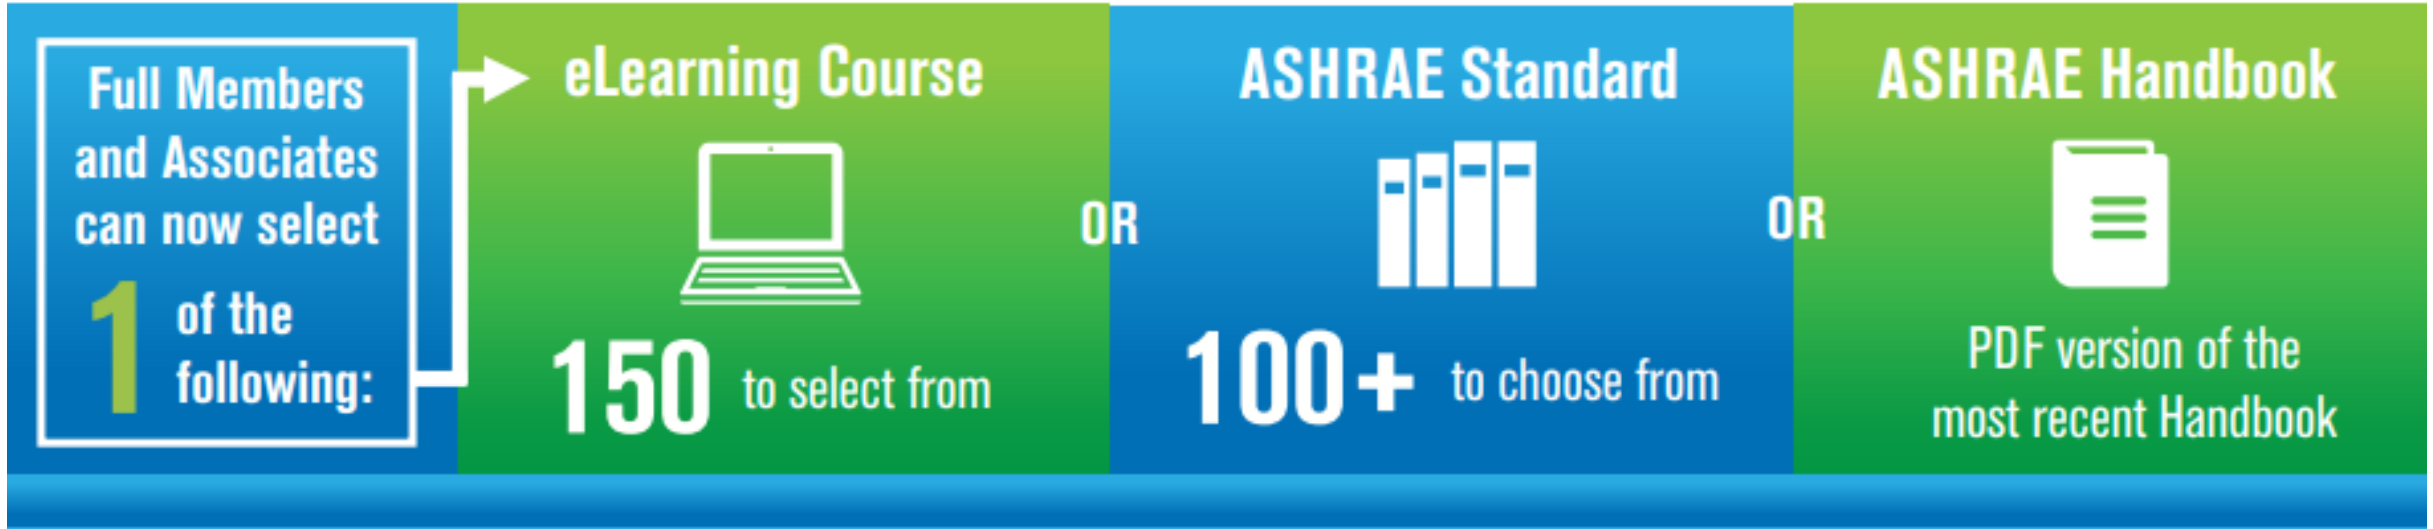 Full Members
and Associates
can now select
1 of the
following:
eLearning Course
150 to select from
OR
ASHRAE Standard
100+ to choose from
OR
ASHRAE Handbook
PDF version of the
most recent Handbook